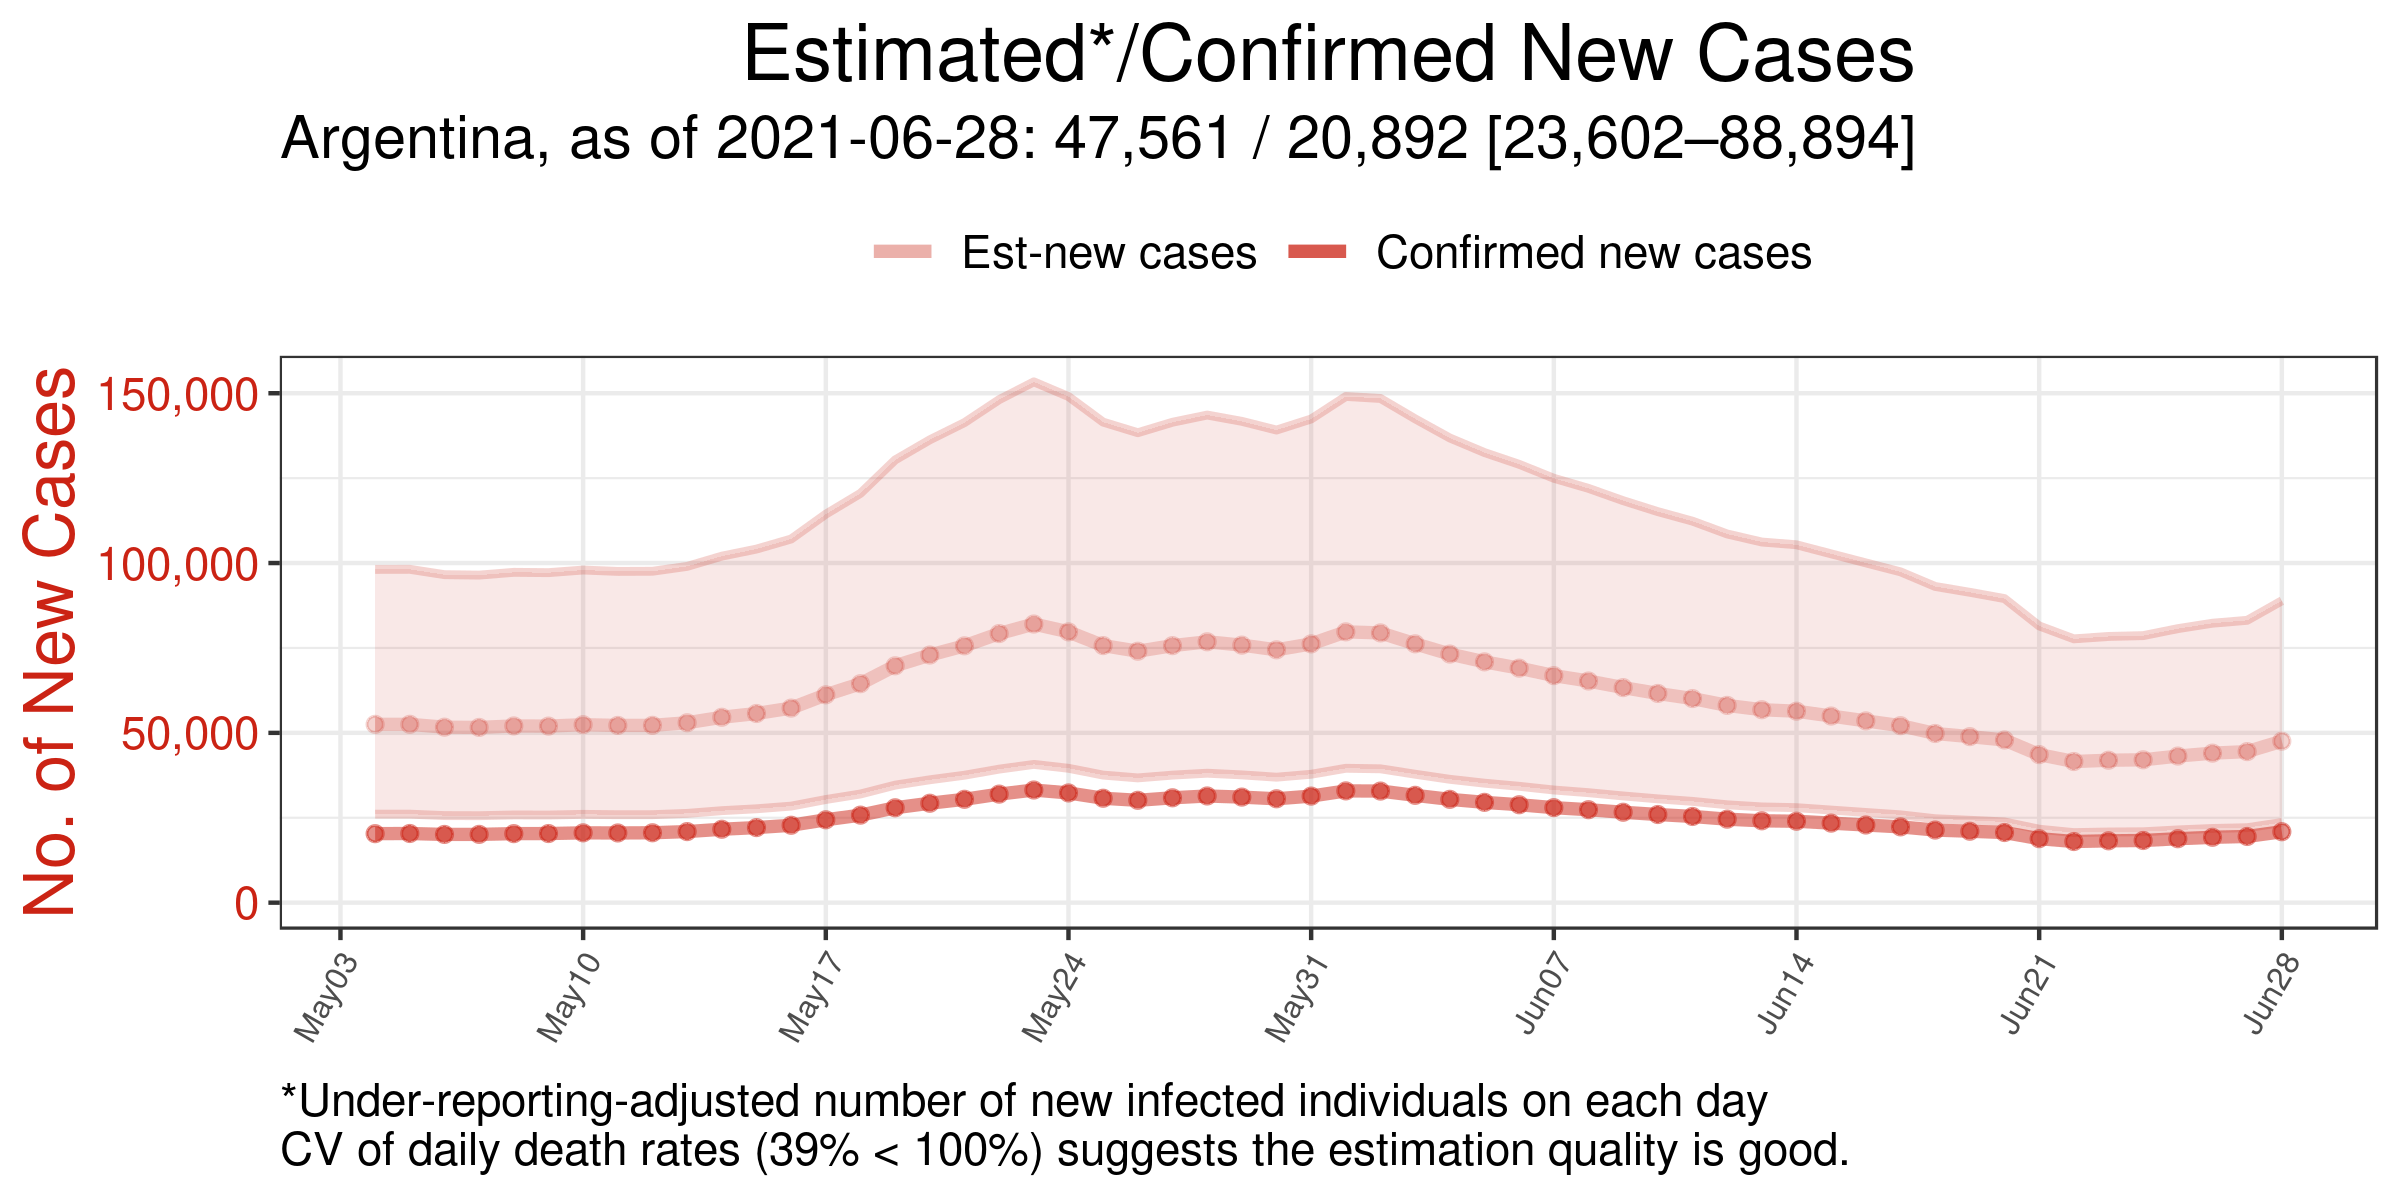 Estimated*/Confirmed New Cases
Argentina, as of 2021-06-28: 47,561 / 20,892 [23,602–88,894]
Est-new cases Confirmed new cases
No. of New Cases
150,000
100,000
50,000
0
May03 May10 May17 May24 May31 Jun07 Jun14 Jun21 Jun28
*Under-reporting-adjusted number of new infected individuals on each day
CV of daily death rates (39% < 100%) suggests the estimation quality is good.